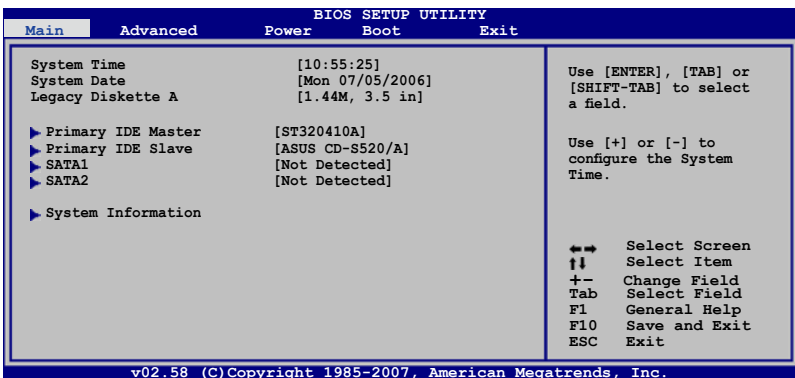 BIOS SETUP UTILITY
Main Advanced Power Boot Exit
System Time [10:55:25]
System Date [Mon 07/05/2006]
Legacy Diskette A [1.44M, 3.5 in]
Primary IDE Master [ST320410A]
Primary IDE Slave [ASUS CD-S520/A]
SATA1 [Not Detected]
SATA2 [Not Detected]
System Information
Use [ENTER], [TAB] or
[SHIFT-TAB] to select
a field.
Use [+] or [-] to
configure the System
Time.
Select Screen
Select Item
+- Change Field
Tab Select Field
F1 General Help
F10 Save and Exit
ESC Exit
v02.58 (C)Copyright 1985-2007, American Megatrends, Inc.